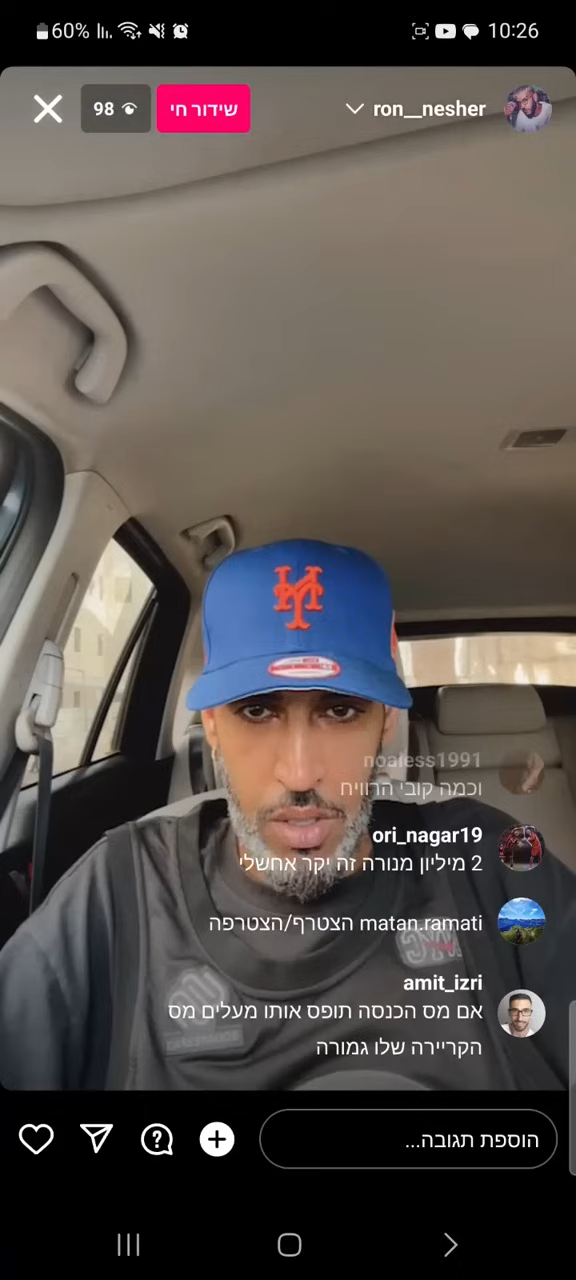 60%
10:26
ron__nesher
שידור חי
98
noaless1991
וכמה קובי הרוויח
ori_nagar19
2 מיליון מנורה זה יקר אחשלי
matan.ramati הצטרף/הצטרפה
amit_izri
אם מס הכנסה תופס אותו מעלים מס
הקריירה שלו גמורה
הוספת תגובה...